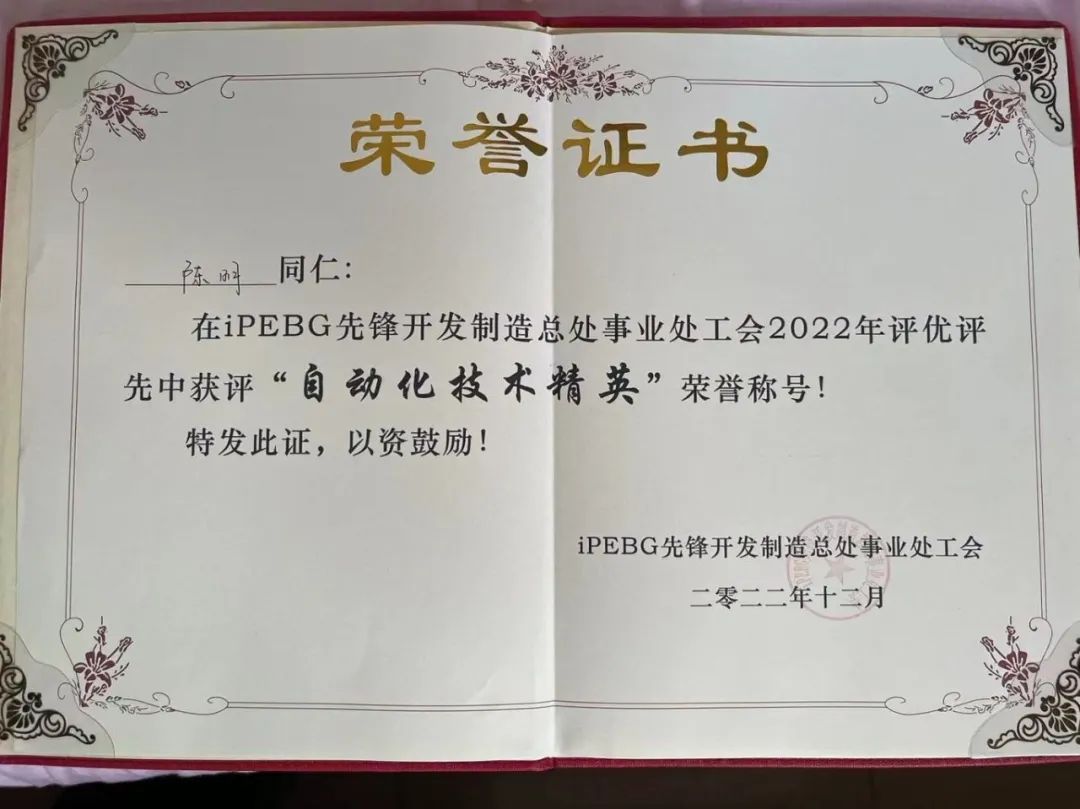 荣誉证书
陈明同仁:
在iPEBG先锋开发制造总处事业处工会2022年评优评
先中获评“自动化技术精英”荣誉称号!
特发此证,以资鼓励!
iPEBG先锋开发制造总处事业处工会
二零二二年十二月